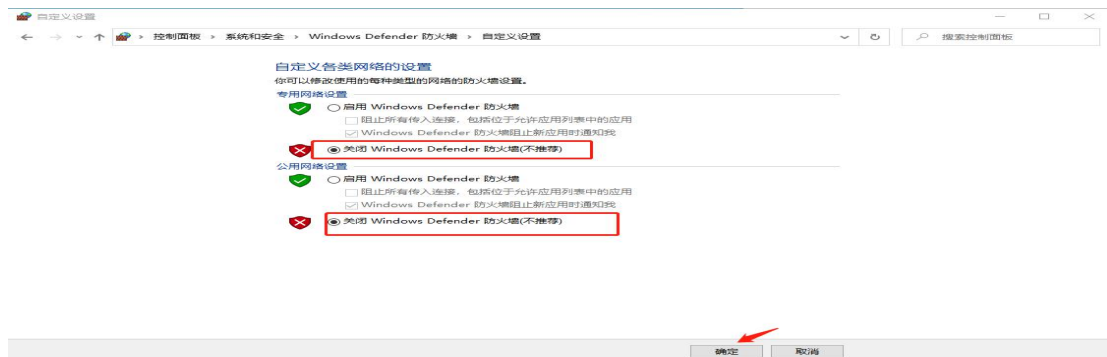 自定义设置
控制面板 › 系统和安全 › Windows Defender 防火墙 › 自定义设置
搜索控制面板
自定义各类网络的设置
你可以修改使用的每种类型的网络的防火墙设置。
专用网络设置
启用 Windows Defender 防火墙
阻止所有传入连接，包括位于允许应用列表中的应用
Windows Defender 防火墙阻止新应用时通知我
关闭 Windows Defender 防火墙(不推荐)
公用网络设置
启用 Windows Defender 防火墙
阻止所有传入连接，包括位于允许应用列表中的应用
Windows Defender 防火墙阻止新应用时通知我
关闭 Windows Defender 防火墙(不推荐)
确定 取消